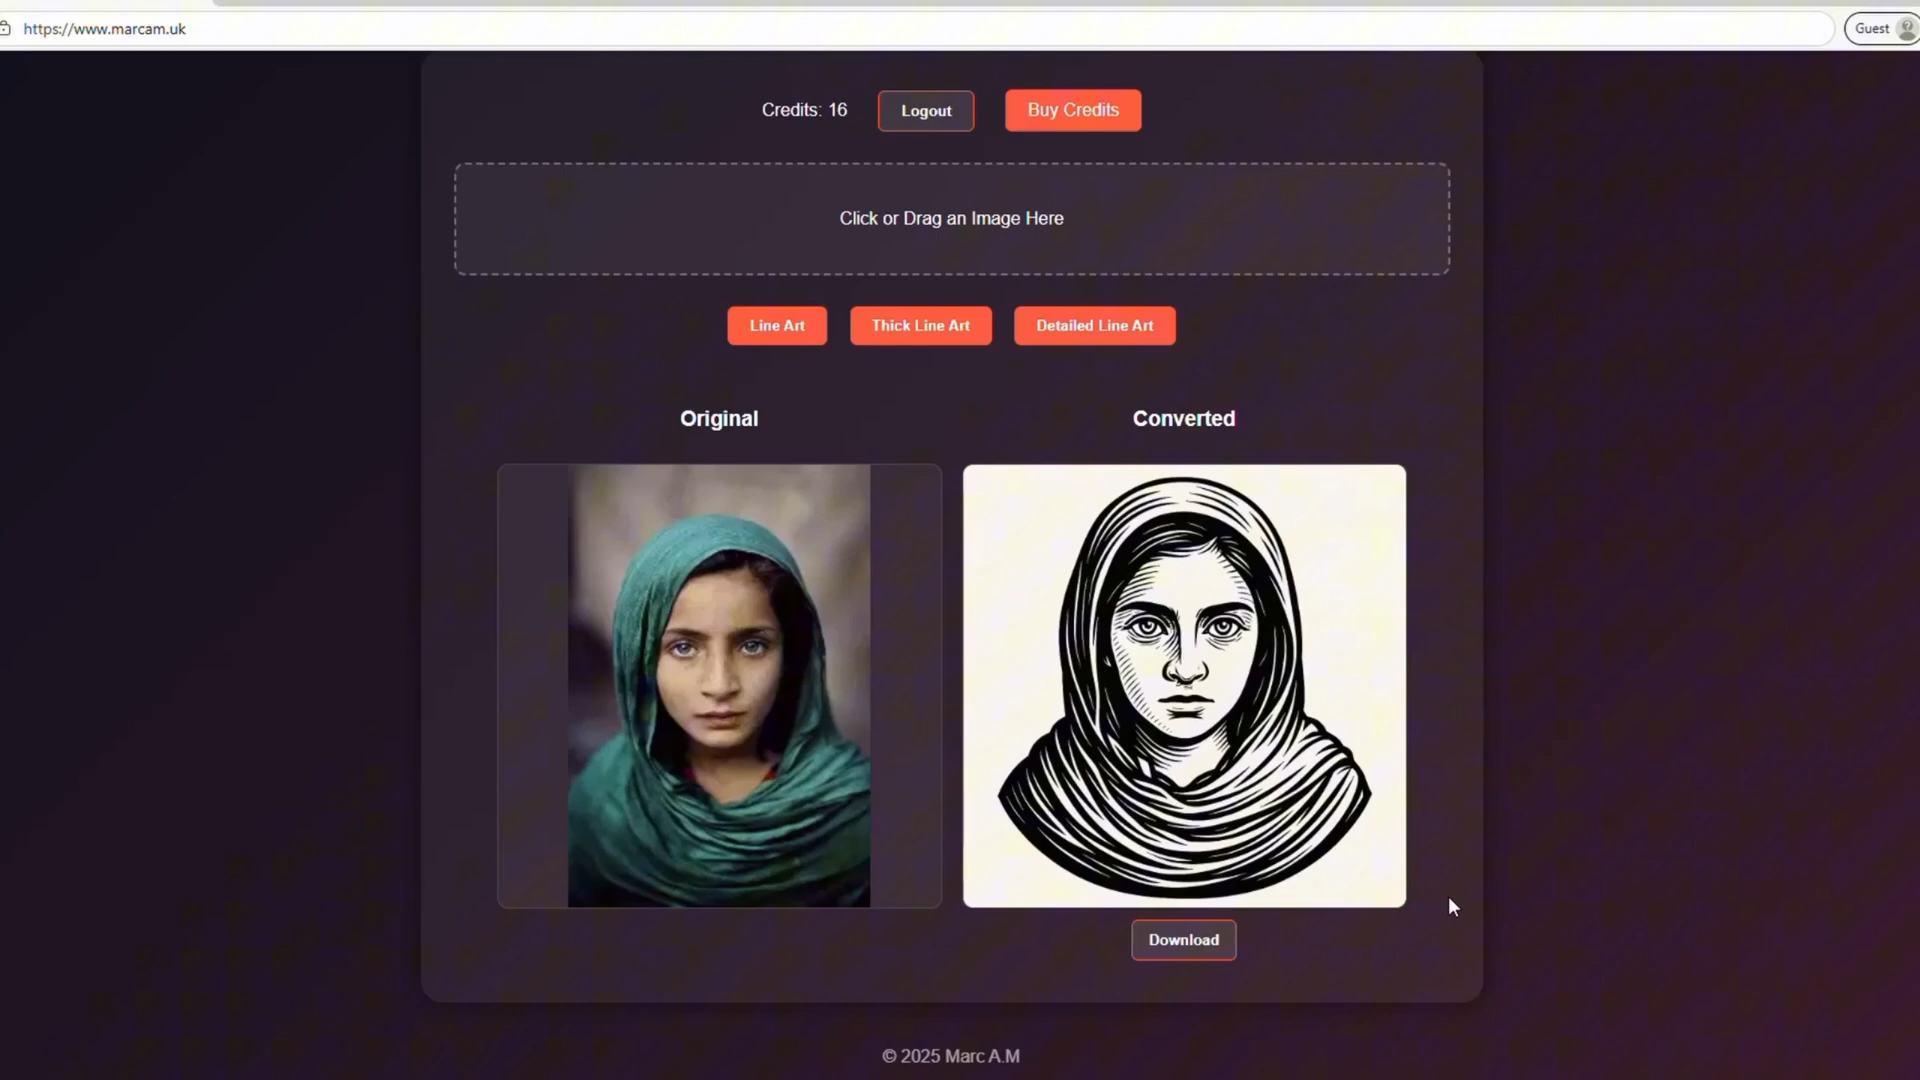 https://www.marcam.uk
Guest
Credits: 16
Logout
Buy Credits
Click or Drag an Image Here
Line Art
Thick Line Art
Detailed Line Art
Original
Converted
Download
© 2025 Marc A.M